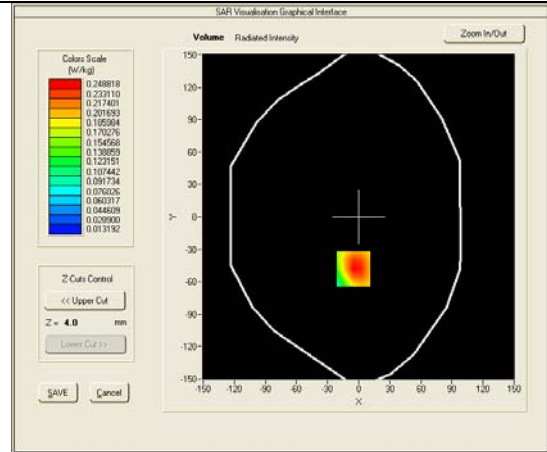 SAR Visualisation Graphical Interface
Volume Radiated Intensity
Zoom In/Out
Colors Scale
(W/kg)
0.248818
0.233110
0.217401
0.201693
0.185984
0.170276
0.154568
0.138859
0.123151
0.107442
0.091734
0.076026
0.060317
0.044609
0.028900
0.013192
Z Cuts Control
<< Upper Cut
Z = 4.0 mm
Lower Cut >>
SAVE
Cancel
150
120
90
60
30
0
-30
-60
-90
-120
-150
Y
-150 -120 -90 -60 -30 0 30 60 90 120 150
X